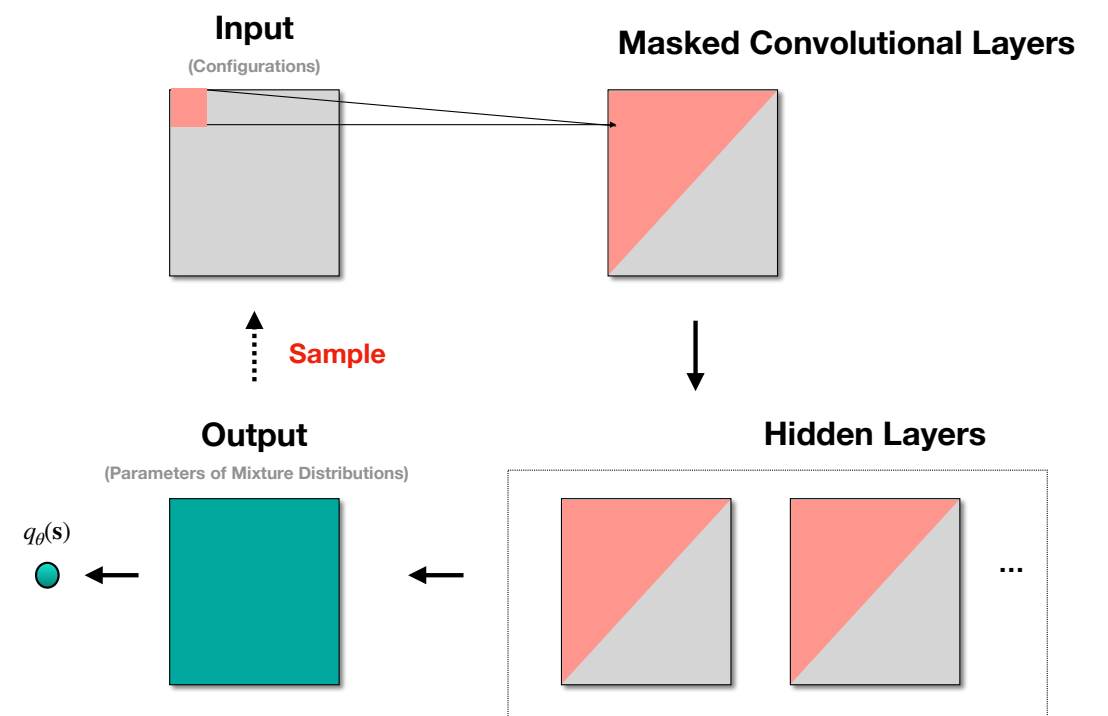 Input
(Configurations)
Masked Convolutional Layers
Sample
Output
(Parameters of Mixture Distributions)
Hidden Layers
qθ(s)
...